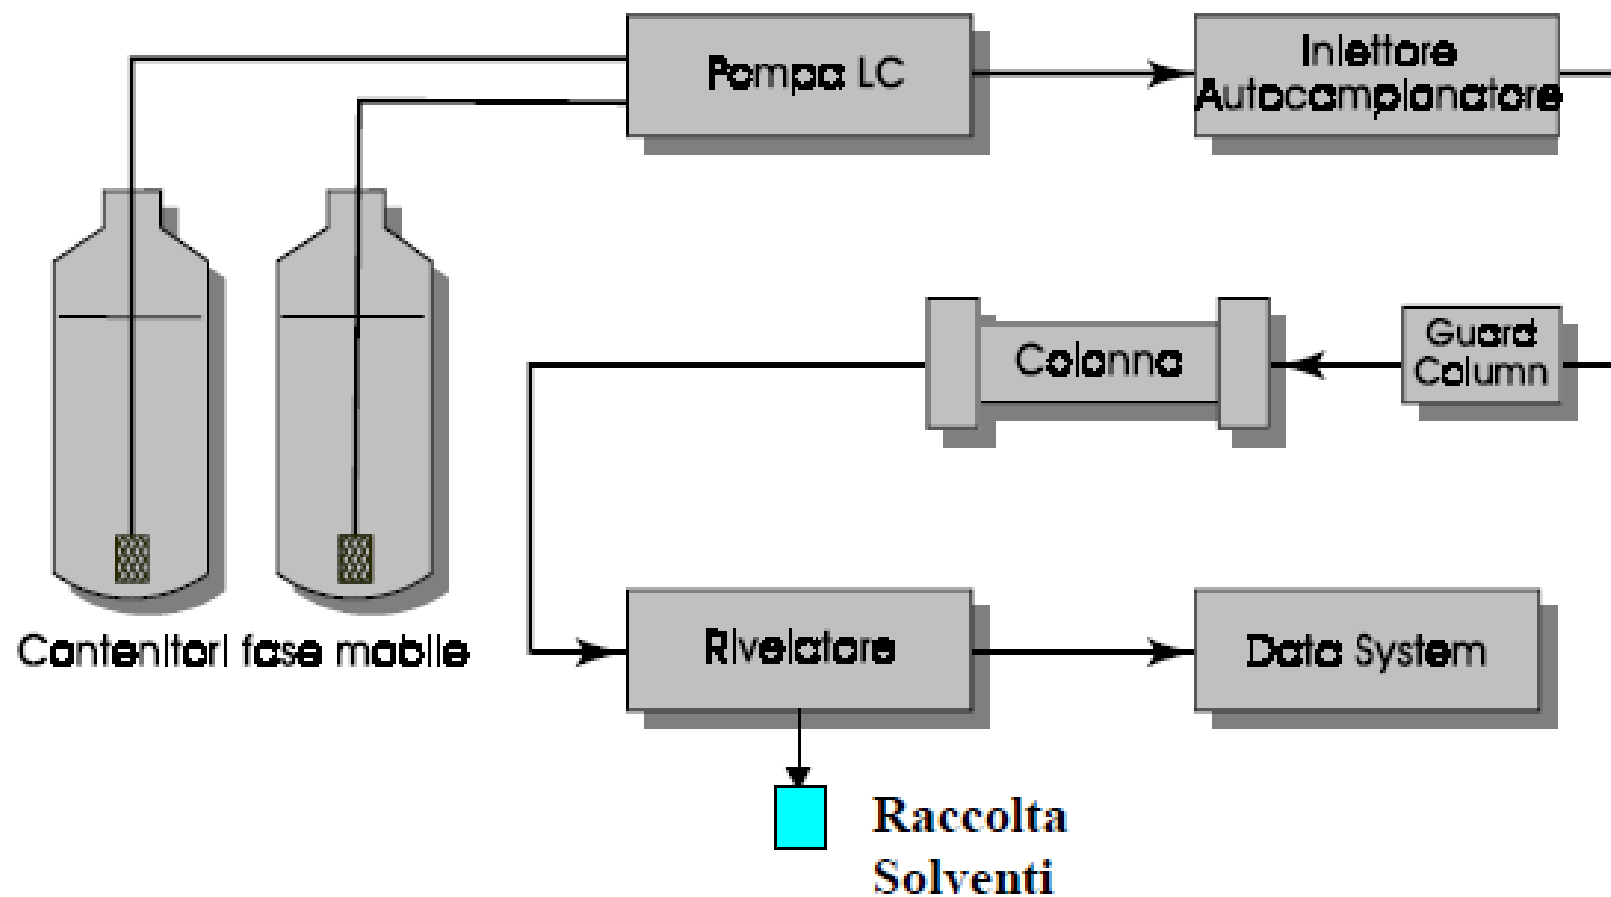 Pompa LC
Iniettore
Autocampionatore
Guard
Column
Colonna
Contenitori fase mobile
Rivelatore
Data System
Raccolta
Solventi